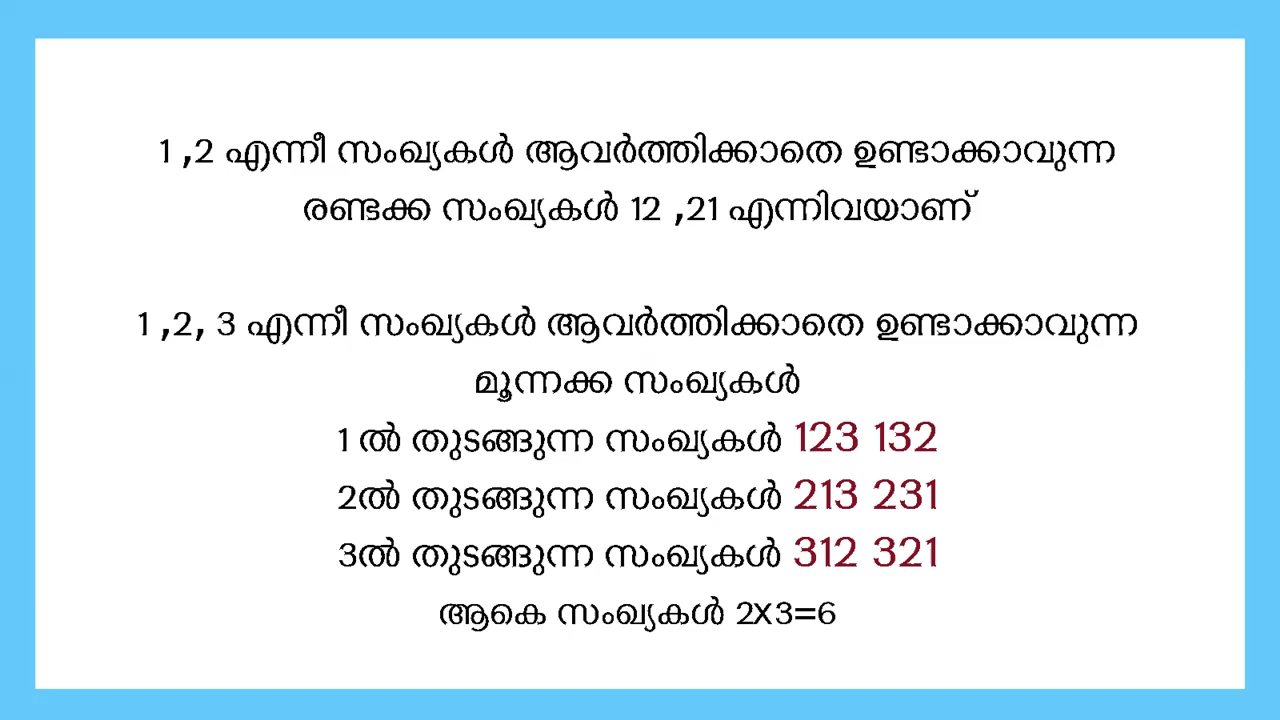 1 ,2 എന്നീ സംഖ്യകൾ ആവർത്തിക്കാതെ ഉണ്ടാക്കാവുന്ന
രണ്ടക്ക സംഖ്യകൾ 12 ,21 എന്നിവയാണ്
1 ,2, 3 എന്നീ സംഖ്യകൾ ആവർത്തിക്കാതെ ഉണ്ടാക്കാവുന്ന
മൂന്നക്ക സംഖ്യകൾ
1 ൽ തുടങ്ങുന്ന സംഖ്യകൾ 123 132
2ൽ തുടങ്ങുന്ന സംഖ്യകൾ 213 231
3ൽ തുടങ്ങുന്ന സംഖ്യകൾ 312 321
ആകെ സംഖ്യകൾ 2X3=6